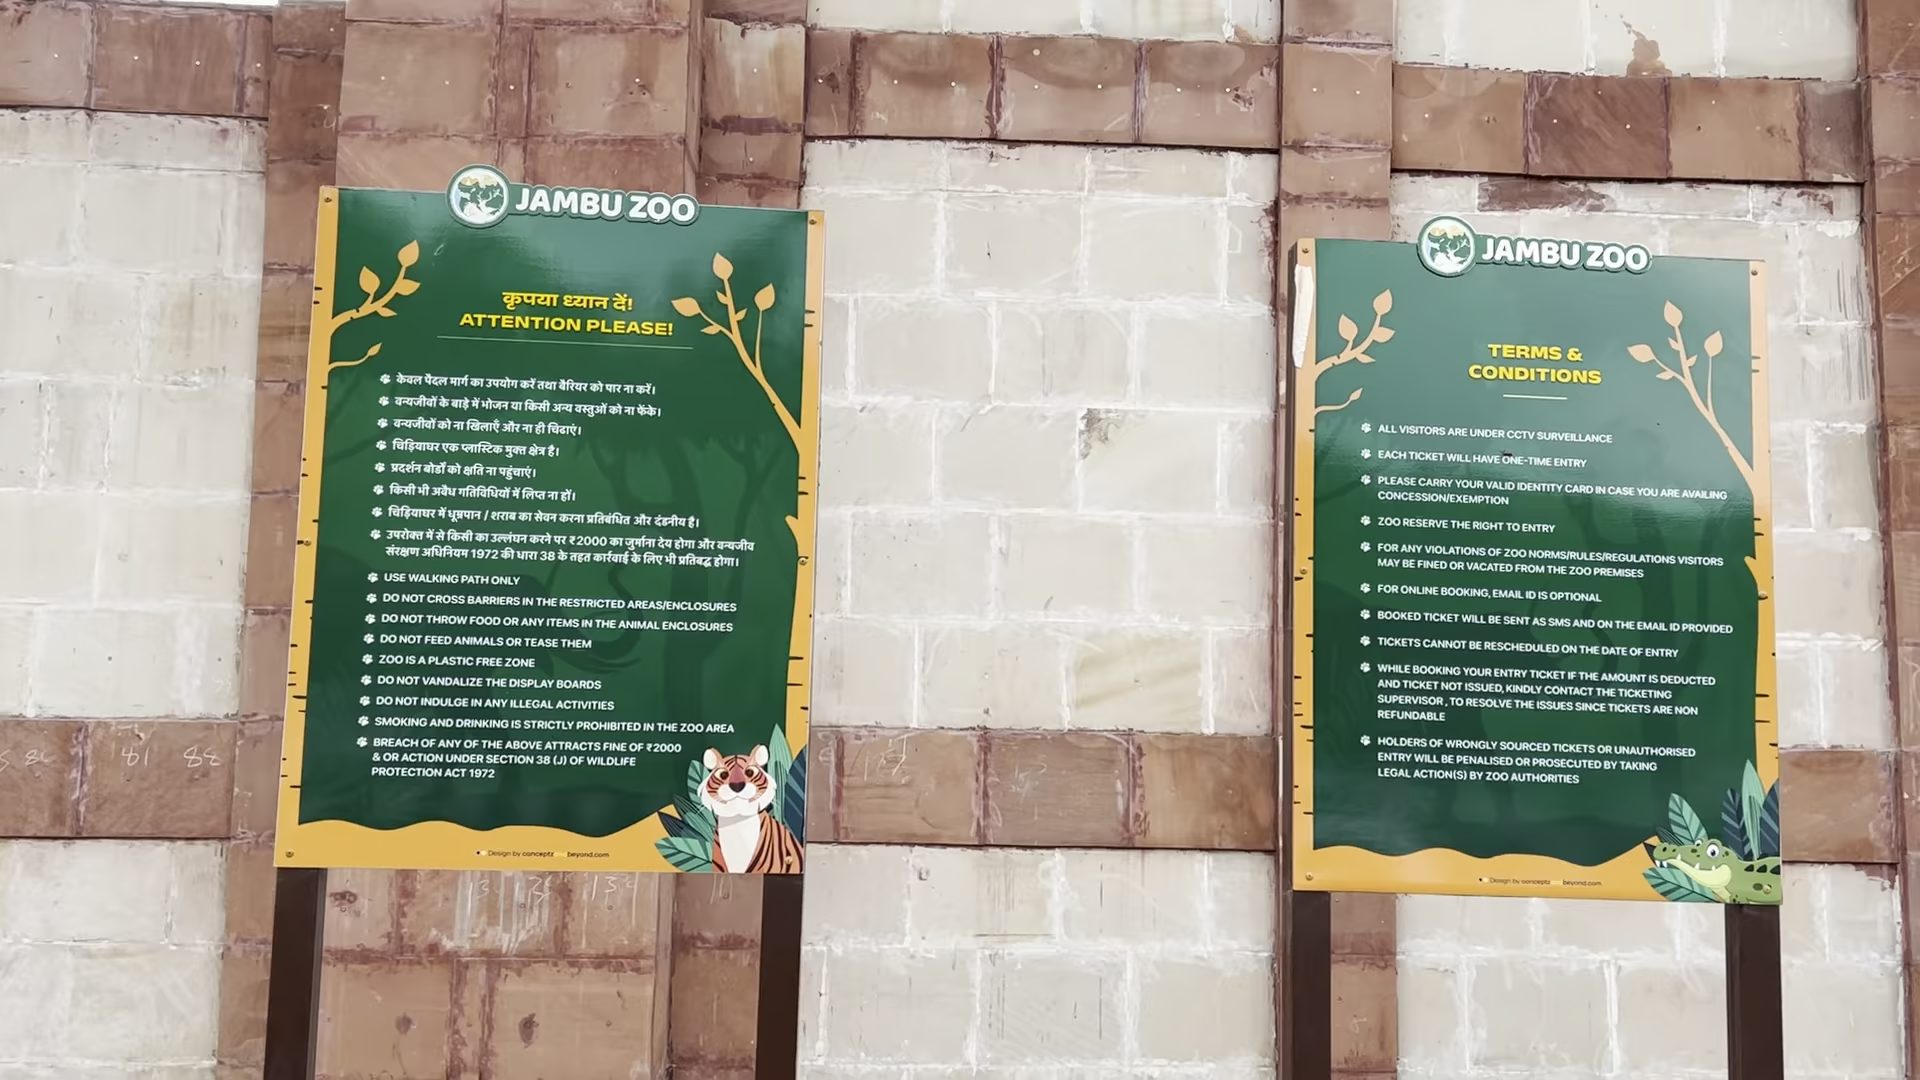 JAMBU ZOO
कृपया ध्यान दें!
ATTENTION PLEASE!
केवल पैदल मार्ग का उपयोग करें तथा बैरियर को पार ना करें।
वन्यजीवों के बाड़े में भोजन या किसी अन्य वस्तुओं को ना फेंके।
वन्यजीवों को ना खिलाएँ और ना ही चिढाएं।
चिड़ियाघर एक प्लास्टिक मुक्त क्षेत्र है।
प्रदर्शन बोर्डों को क्षति ना पहुंचाएं।
किसी भी अवैध गतिविधियों में लिप्त ना हों।
चिड़ियाघर में धूम्रपान / शराब का सेवन करना प्रतिबंधित और दंडनीय है।
उपरोक्त में से किसी का उल्लंघन करने पर ₹2000 का जुर्माना देय होगा और वन्यजीव
संरक्षण अधिनियम 1972 की धारा 38 के तहत कार्रवाई के लिए भी प्रतिबद्ध होगा।
USE WALKING PATH ONLY
DO NOT CROSS BARRIERS IN THE RESTRICTED AREAS/ENCLOSURES
DO NOT THROW FOOD OR ANY ITEMS IN THE ANIMAL ENCLOSURES
DO NOT FEED ANIMALS OR TEASE THEM
ZOO IS A PLASTIC FREE ZONE
DO NOT VANDALIZE THE DISPLAY BOARDS
DO NOT INDULGE IN ANY ILLEGAL ACTIVITIES
SMOKING AND DRINKING IS STRICTLY PROHIBITED IN THE ZOO AREA
BREACH OF ANY OF THE ABOVE ATTRACTS FINE OF ₹2000
& OR ACTION UNDER SECTION 38 (J) OF WILDLIFE
PROTECTION ACT 1972
Design by conceptz and beyond.com
JAMBU ZOO
TERMS &
CONDITIONS
ALL VISITORS ARE UNDER CCTV SURVEILLANCE
EACH TICKET WILL HAVE ONE-TIME ENTRY
PLEASE CARRY YOUR VALID IDENTITY CARD IN CASE YOU ARE AVAILING
CONCESSION/EXEMPTION
ZOO RESERVE THE RIGHT TO ENTRY
FOR ANY VIOLATIONS OF ZOO NORMS/RULES/REGULATIONS VISITORS
MAY BE FINED OR VACATED FROM THE ZOO PREMISES
FOR ONLINE BOOKING, EMAIL ID IS OPTIONAL
BOOKED TICKET WILL BE SENT AS SMS AND ON THE EMAIL ID PROVIDED
TICKETS CANNOT BE RESCHEDULED ON THE DATE OF ENTRY
WHILE BOOKING YOUR ENTRY TICKET IF THE AMOUNT IS DEDUCTED
AND TICKET NOT ISSUED, KINDLY CONTACT THE TICKETING
SUPERVISOR , TO RESOLVE THE ISSUES SINCE TICKETS ARE NON
REFUNDABLE
HOLDERS OF WRONGLY SOURCED TICKETS OR UNAUTHORISED
ENTRY WILL BE PENALISED OR PROSECUTED BY TAKING
LEGAL ACTION(S) BY ZOO AUTHORITIES
Design by conceptz and beyond.com